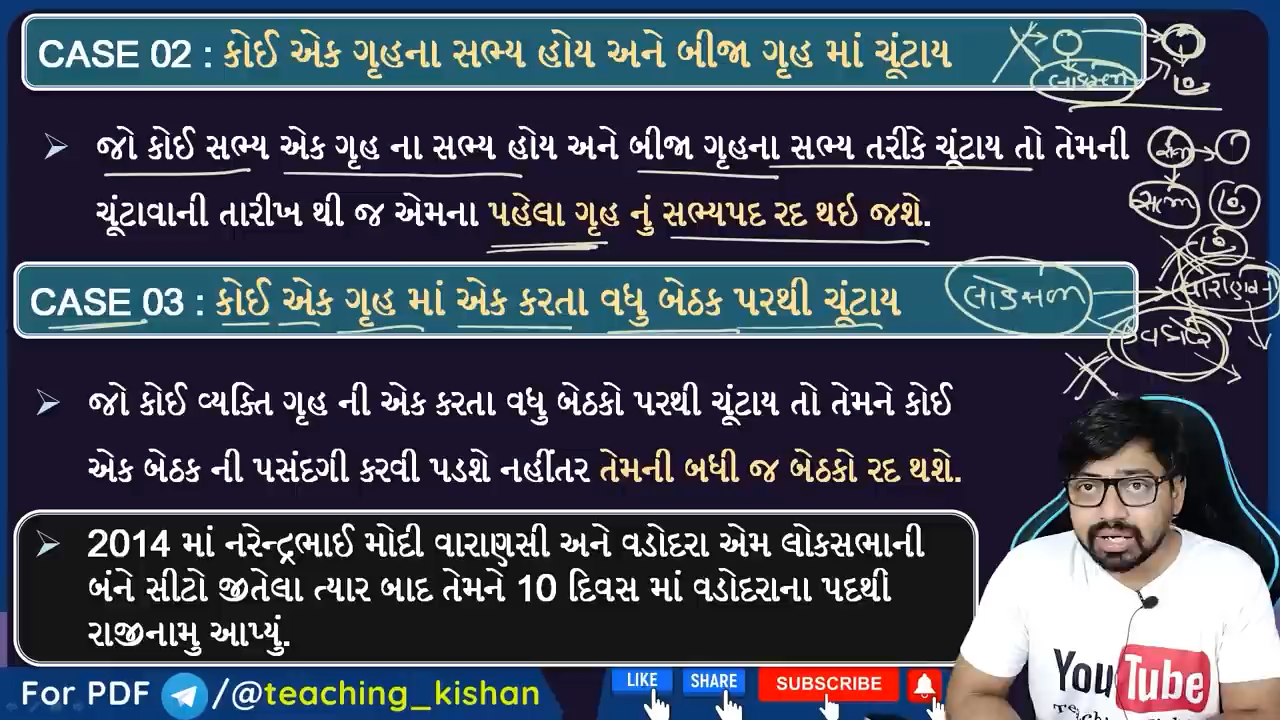 CASE 02 : કોઈ એક ગૃહના સભ્ય હોય અને બીજા ગૃહ માં ચૂંટાય
જો કોઈ સભ્ય એક ગૃહ ના સભ્ય હોય અને બીજા ગૃહના સભ્ય તરીકે ચૂંટાય તો તેમની
ચૂંટાવાની તારીખ થી જ એમના પહેલા ગૃહ નું સભ્યપદ રદ થઇ જશે.
CASE 03 : કોઈ એક ગૃહ માં એક કરતા વધુ બેઠક પરથી ચૂંટાય
જો કોઈ વ્યક્તિ ગૃહ ની એક કરતા વધુ બેઠકો પરથી ચૂંટાય તો તેમને કોઈ
એક બેઠક ની પસંદગી કરવી પડશે નહીંતર તેમની બધી જ બેઠકો રદ થશે.
2014 માં નરેન્દ્રભાઈ મોદી વારાણસી અને વડોદરા એમ લોકસભાની
બંને સીટો જીતેલા ત્યાર બાદ તેમને 10 દિવસ માં વડોદરાના પદથી
રાજીનામુ આપ્યું.
For PDF /@teaching_kishan
LIKE SHARE SUBSCRIBE
YouTube